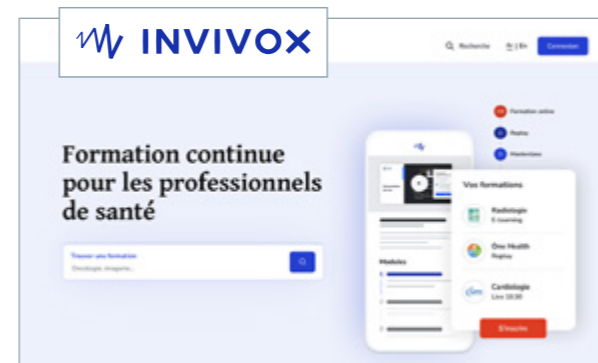 INVIVOX
Recherche Fr | En Connexion
Formation online
Replay
Masterclass
Formation continue
pour les professionnels
de santé
Trouver une formation
Oncologie, imagerie...
Modules
Vos formations
Radiologie
E-learning
One Health
Replay
Cardiologie
Live 18:30
S'inscrire